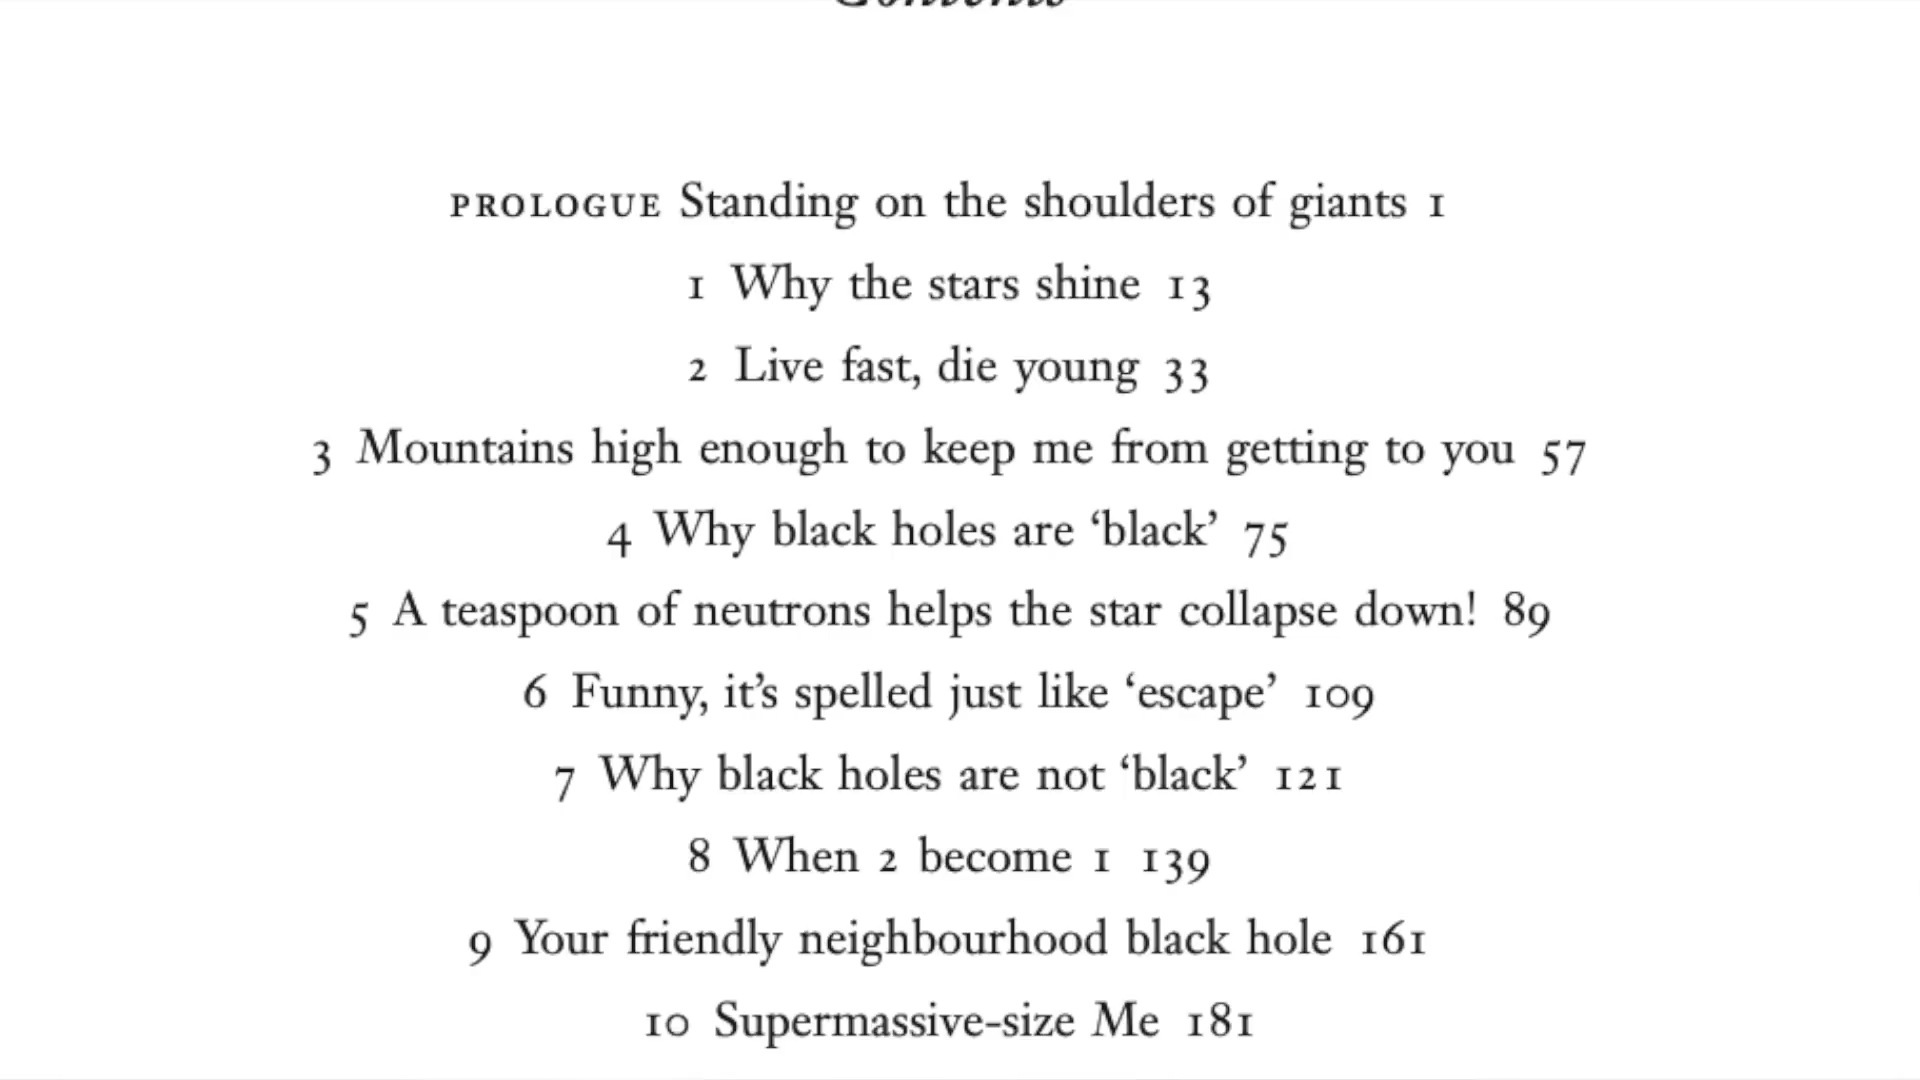 Contents
PROLOGUE Standing on the shoulders of giants 1
1 Why the stars shine 13
2 Live fast, die young 33
3 Mountains high enough to keep me from getting to you 57
4 Why black holes are ‘black’ 75
5 A teaspoon of neutrons helps the star collapse down! 89
6 Funny, it’s spelled just like ‘escape’ 109
7 Why black holes are not ‘black’ 121
8 When 2 become 1 139
9 Your friendly neighbourhood black hole 161
10 Supermassive-size Me 181